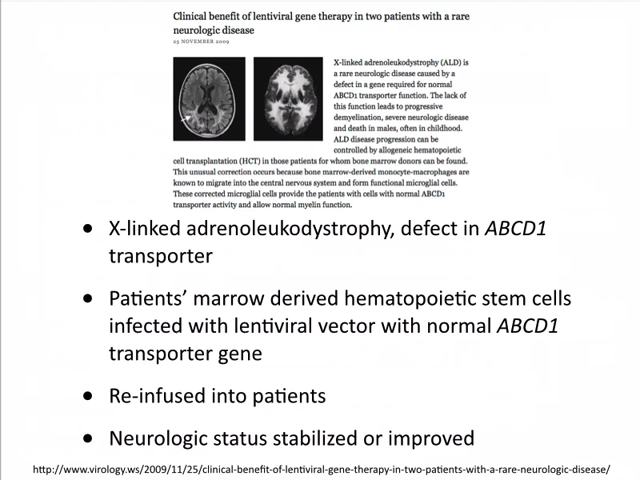 Clinical benefit of lentiviral gene therapy in two patients with a rare
neurologic disease
25 NOVEMBER 2009
X-linked adrenoleukodystrophy (ALD) is
a rare neurologic disease caused by a
defect in a gene required for normal
ABCD1 transporter function. The lack of
this function leads to progressive
demyelination, severe neurologic disease
and death in males, often in childhood.
ALD disease progression can be
controlled by allogeneic hematopoietic
cell transplantation (HCT) in those patients for whom bone marrow donors can be found.
This unusual correction occurs because bone marrow-derived monocyte-macrophages are
known to migrate into the central nervous system and form functional microglial cells.
These corrected microglial cells provide the patients with cells with normal ABCD1
transporter activity and allow normal myelin function.
• X-linked adrenoleukodystrophy, defect in ABCD1
transporter
• Patients’ marrow derived hematopoietic stem cells
infected with lentiviral vector with normal ABCD1
transporter gene
• Re-infused into patients
• Neurologic status stabilized or improved
http://www.virology.ws/2009/11/25/clinical-benefit-of-lentiviral-gene-therapy-in-two-patients-with-a-rare-neurologic-disease/